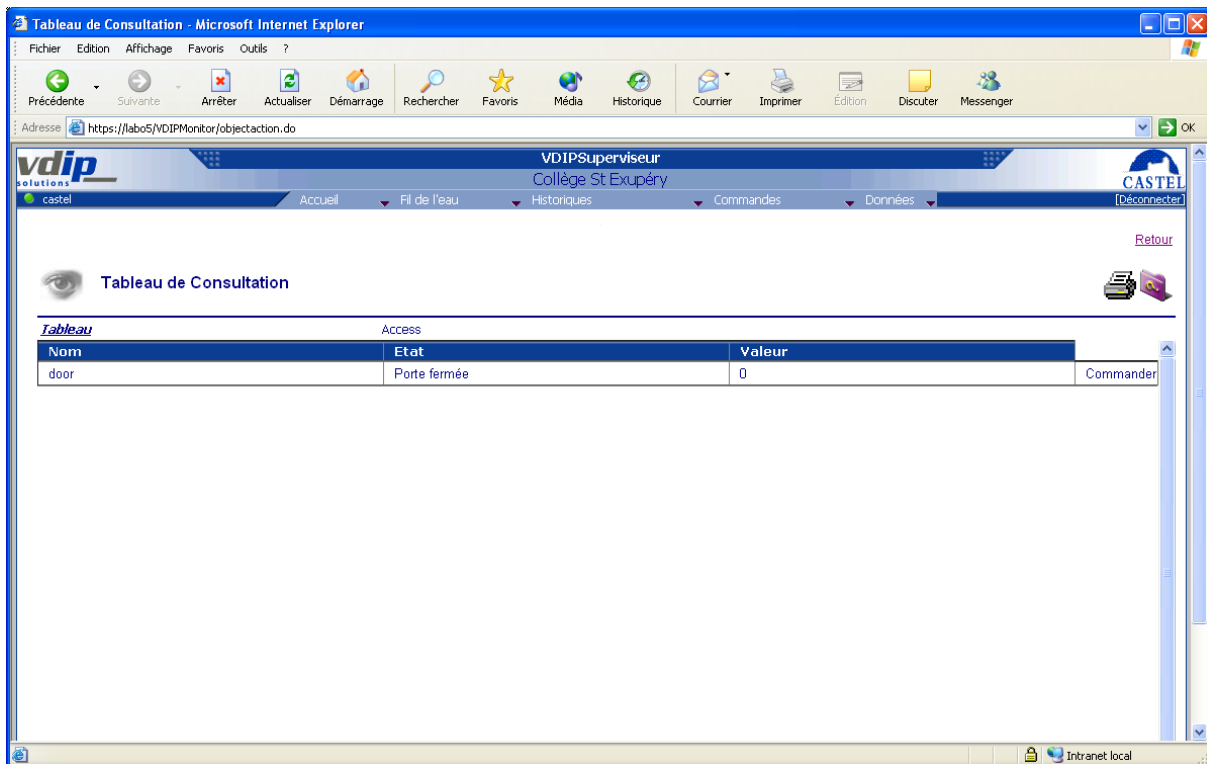 Tableau de Consultation - Microsoft Internet Explorer
Fichier Edition Affichage Favoris Outils ?
Précédente Suivante Arrêter Actualiser Démarrage Rechercher Favoris Média Historique Courrier Imprimer Édition Discuter Messenger
Adresse https://labo5/VDIPMonitor/objectaction.do OK
vdip solutions VDIPSuperviseur
Collège St Exupéry CASTEL
castel Accueil Fil de l'eau Historiques Commandes Données [Déconnecter]
Retour
Tableau de Consultation
Tableau Access
Nom Etat Valeur
door Porte fermée 0 Commander
Intranet local